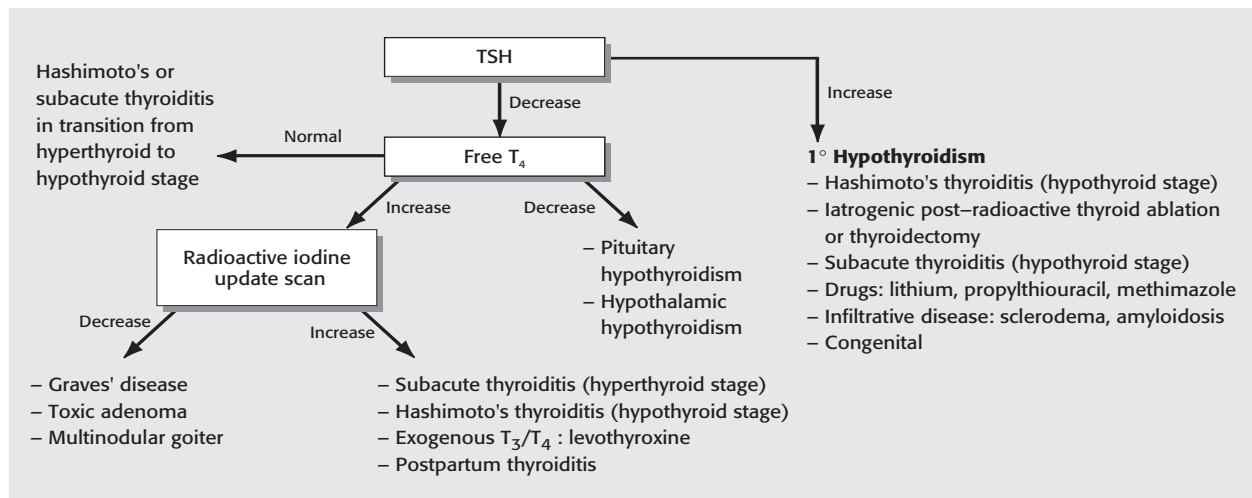 TSH
Decrease
Increase
Hashimoto's or
subacute thyroiditis
in transition from
hyperthyroid to
hypothyroid stage
Normal
Free T₄
Increase
Decrease
Radioactive iodine
update scan
– Pituitary
hypothyroidism
– Hypothalamic
hypothyroidism
1° Hypothyroidism
– Hashimoto's thyroiditis (hypothyroid stage)
– Iatrogenic post–radioactive thyroid ablation
or thyroidectomy
– Subacute thyroiditis (hypothyroid stage)
– Drugs: lithium, propylthiouracil, methimazole
– Infiltrative disease: sclerodema, amyloidosis
– Congenital
Decrease
Increase
– Graves' disease
– Toxic adenoma
– Multinodular goiter
– Subacute thyroiditis (hyperthyroid stage)
– Hashimoto's thyroiditis (hypothyroid stage)
– Exogenous T₃/T₄ : levothyroxine
– Postpartum thyroiditis